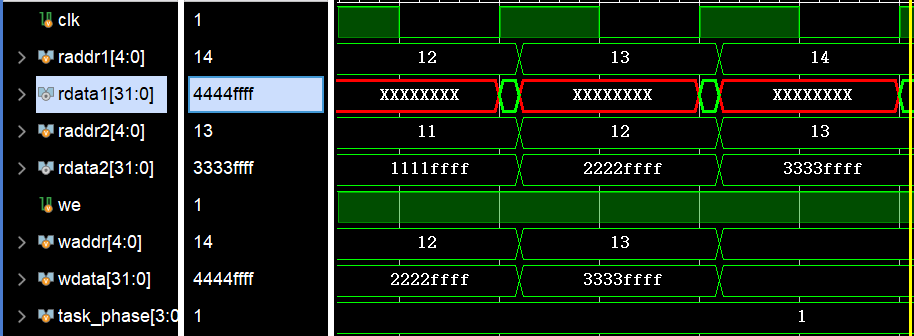 clk 1
raddr1[4:0] 14 12 13 14
rdata1[31:0] 4444ffff XXXXXXXX XXXXXXXX XXXXXXXX
raddr2[4:0] 13 11 12 13
rdata2[31:0] 3333ffff 1111ffff 2222ffff 3333ffff
we 1
waddr[4:0] 14 12 13
wdata[31:0] 4444ffff 2222ffff 3333ffff
task_phase[3:0 1 1